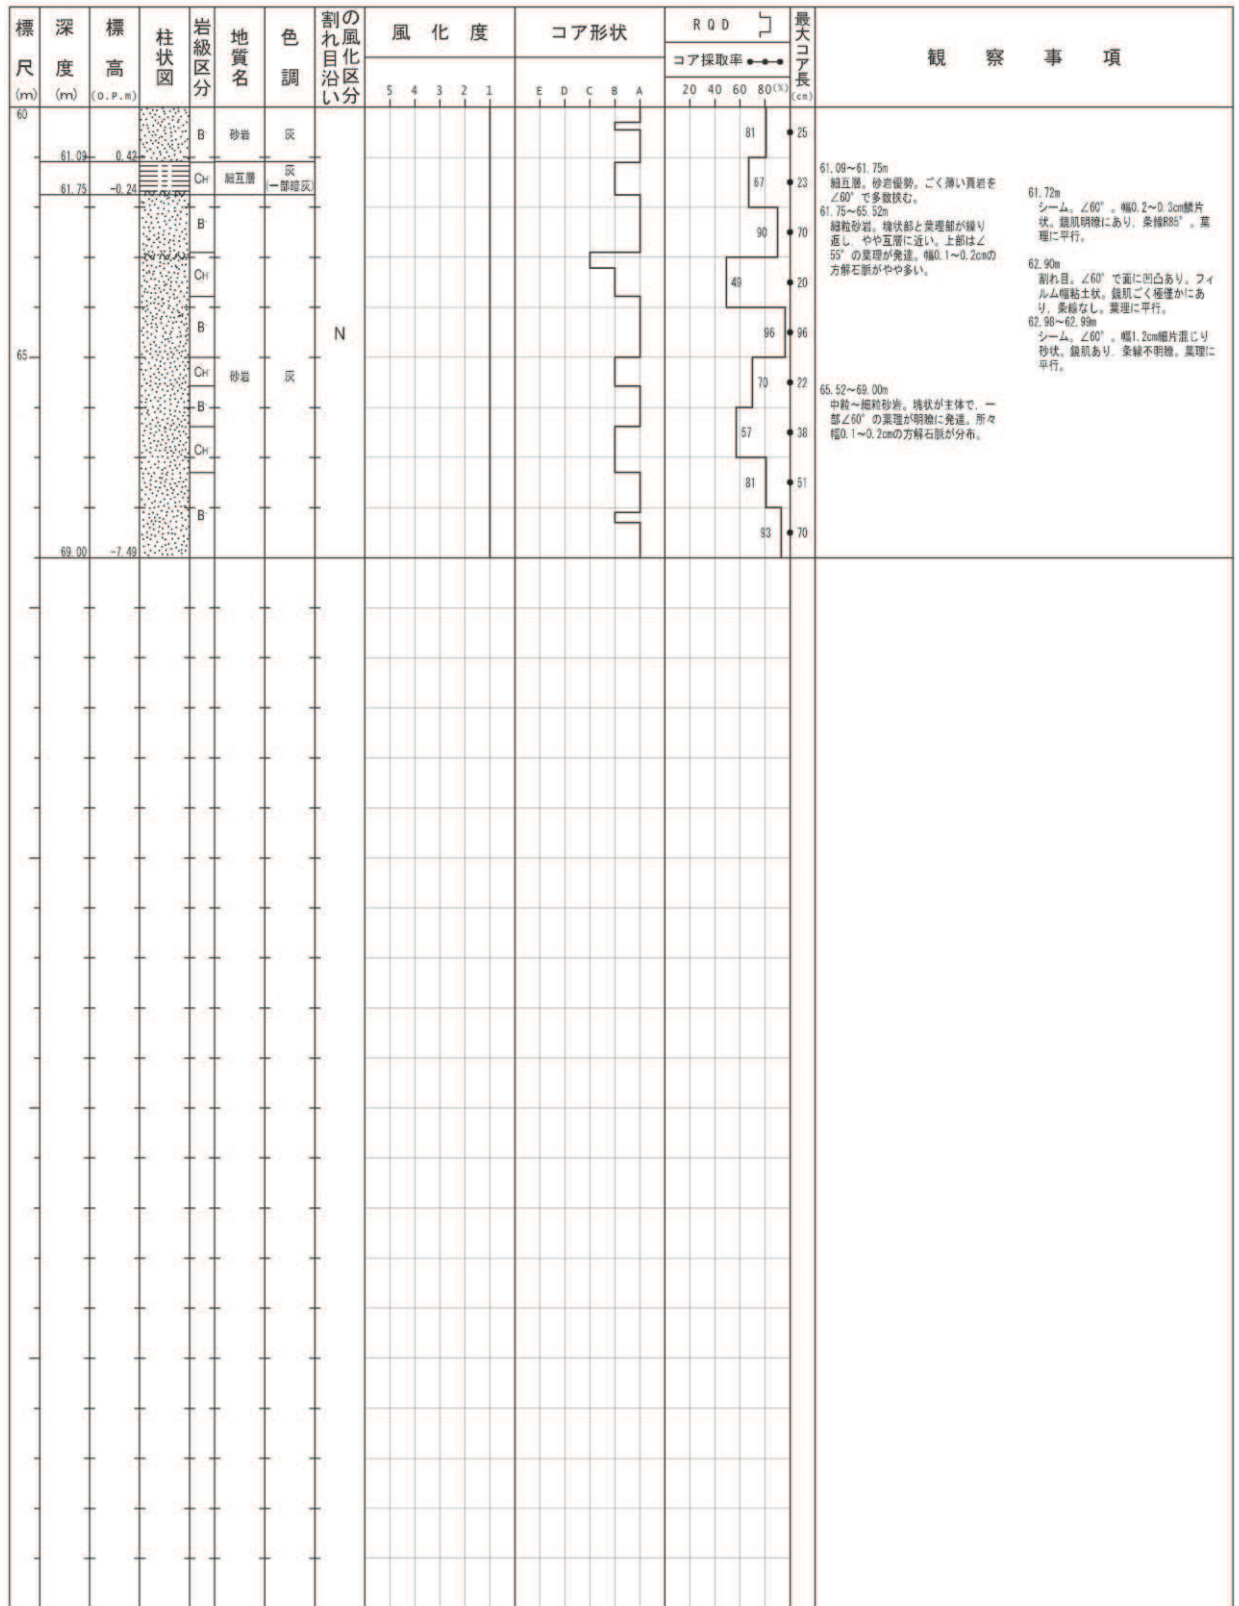 標尺(m)
深度(m)
標高(O.P.m)
柱状図
岩級区分
地質名
色調
割れ目沿いの風化区分
風化度
5 4 3 2 1
コア形状
E D C B A
RQD
コア採取率
20 40 60 80(%)
最大コア長(cm)
観察事項
60
B 砂岩 灰
81 25
61.09 0.42
CH 細互層 灰
(一部暗灰)
67 23
61.75 -0.24
B
90 70
CH
49 20
B
N
96 96
65
CH 砂岩 灰
70 22
B
57 38
CH
81 51
B
93 70
69.00 -7.49
61.09~61.75m
細互層。砂岩優勢。ごく薄い頁岩を
∠60°で多数挟む。
61.75~65.52m
細粒砂岩。塊状部と葉理部が繰り
返し、やや互層に近い。上部は∠
55°の葉理が発達。幅0.1~0.2cmの
方解石脈がやや多い。
65.52~69.00m
中粒~細粒砂岩。塊状が主体で、一
部∠60°の葉理が明瞭に発達。所々
幅0.1~0.2cmの方解石脈が分布。
61.72m
シーム。∠60°。幅0.2~0.3cm鱗片
状。鏡肌明瞭にあり、条線R85°。葉
理に平行。
62.90m
割れ目。∠60°で面に凹凸あり。フィ
ルム幅粘土状。鏡肌ごく極僅かにあ
り、条線なし。葉理に平行。
62.98~62.99m
シーム。∠60°。幅1.2cm細片混じり
砂状。鏡肌あり、条線不明瞭。葉理に
平行。